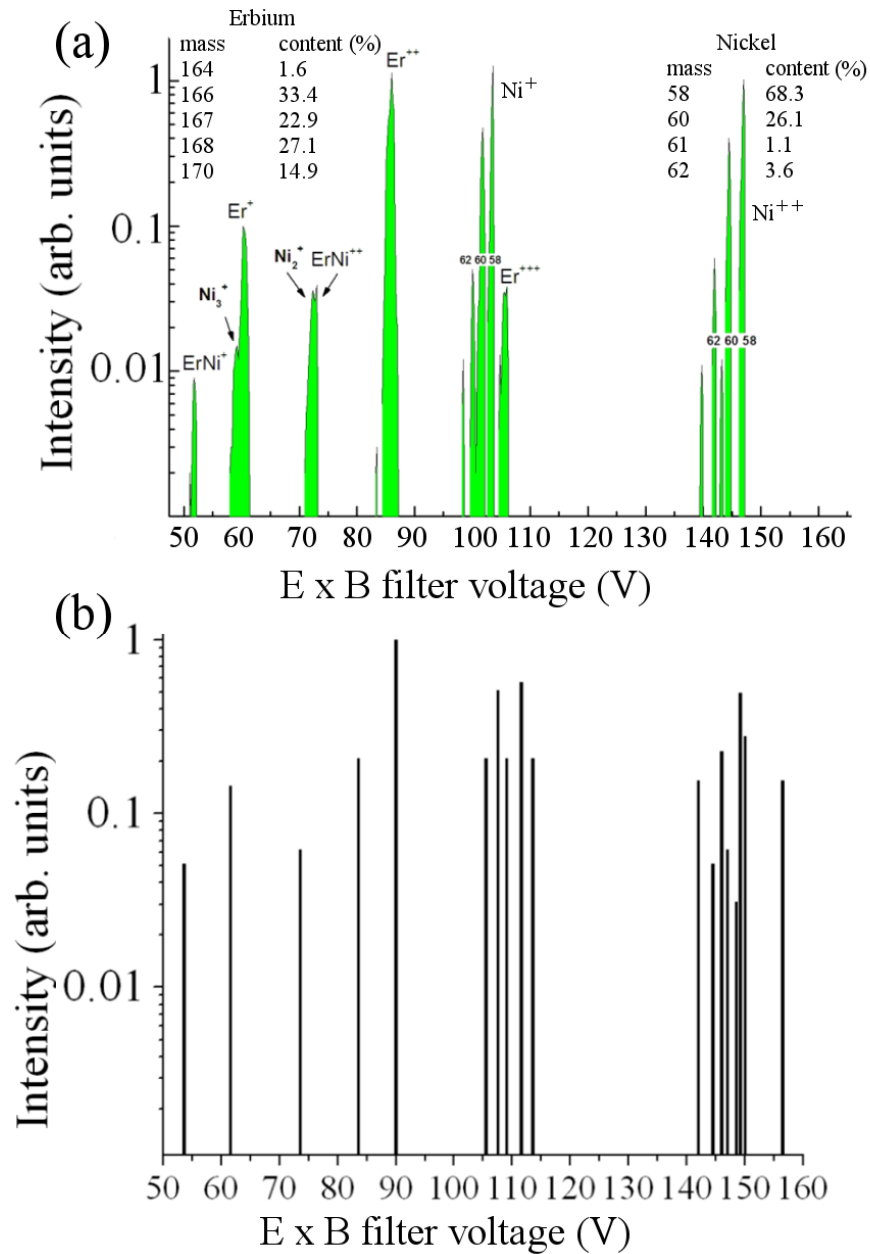 (a)
Erbium
mass content (%)
164 1.6
166 33.4
167 22.9
168 27.1
170 14.9
Nickel
mass content (%)
58 68.3
60 26.1
61 1.1
62 3.6
Er⁺⁺
Ni⁺
Ni⁺⁺
Er⁺
Ni₂⁺ ErNi⁺⁺
62 60 58
Er⁺⁺⁺
Ni₃⁺
ErNi⁺
62 60 58
1
0.1
0.01
Intensity (arb. units)
50 60 70 80 90 100 110 120 130 140 150 160
E x B filter voltage (V)
(b)
1
0.1
0.01
Intensity (arb. units)
50 60 70 80 90 100 110 120 130 140 150 160
E x B filter voltage (V)